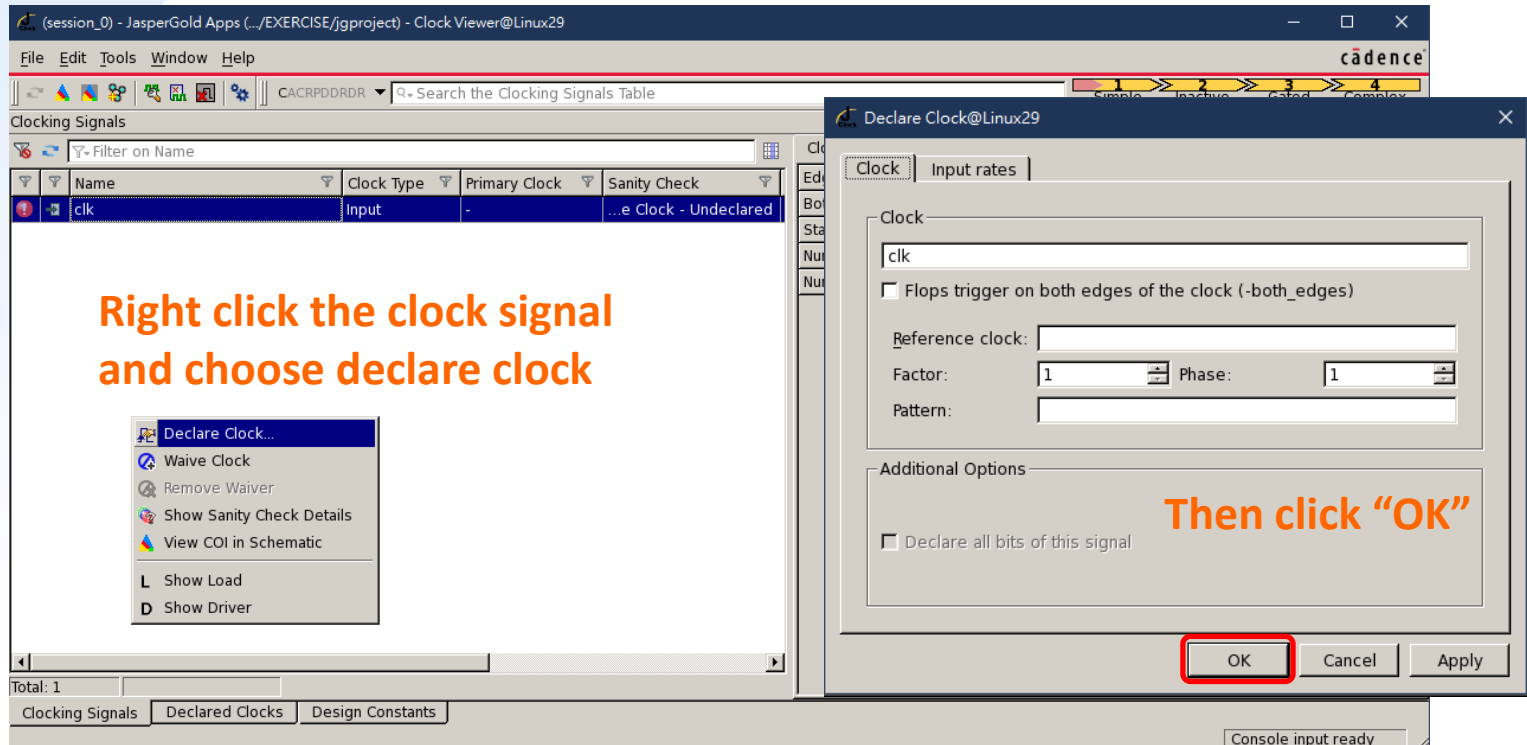 (session_0) - JasperGold Apps (.../EXERCISE/jgproject) - Clock Viewer@Linux29
File Edit Tools Window Help
cādence
CACRPDDRDR
Search the Clocking Signals Table
1 2 3 4
Simple Inactive Gated Complex
Clocking Signals
Filter on Name
Name Clock Type Primary Clock Sanity Check
clk Input - ...e Clock - Undeclared
Right click the clock signal
and choose declare clock
Declare Clock...
Waive Clock
Remove Waiver
Show Sanity Check Details
View COI in Schematic
L Show Load
D Show Driver
Total: 1
Clocking Signals Declared Clocks Design Constants
Console input ready
Declare Clock@Linux29
Clock Input rates
Clock
clk
Flops trigger on both edges of the clock (-both_edges)
Reference clock:
Factor: 1 Phase: 1
Pattern:
Additional Options
Then click “OK”
Declare all bits of this signal
OK Cancel Apply